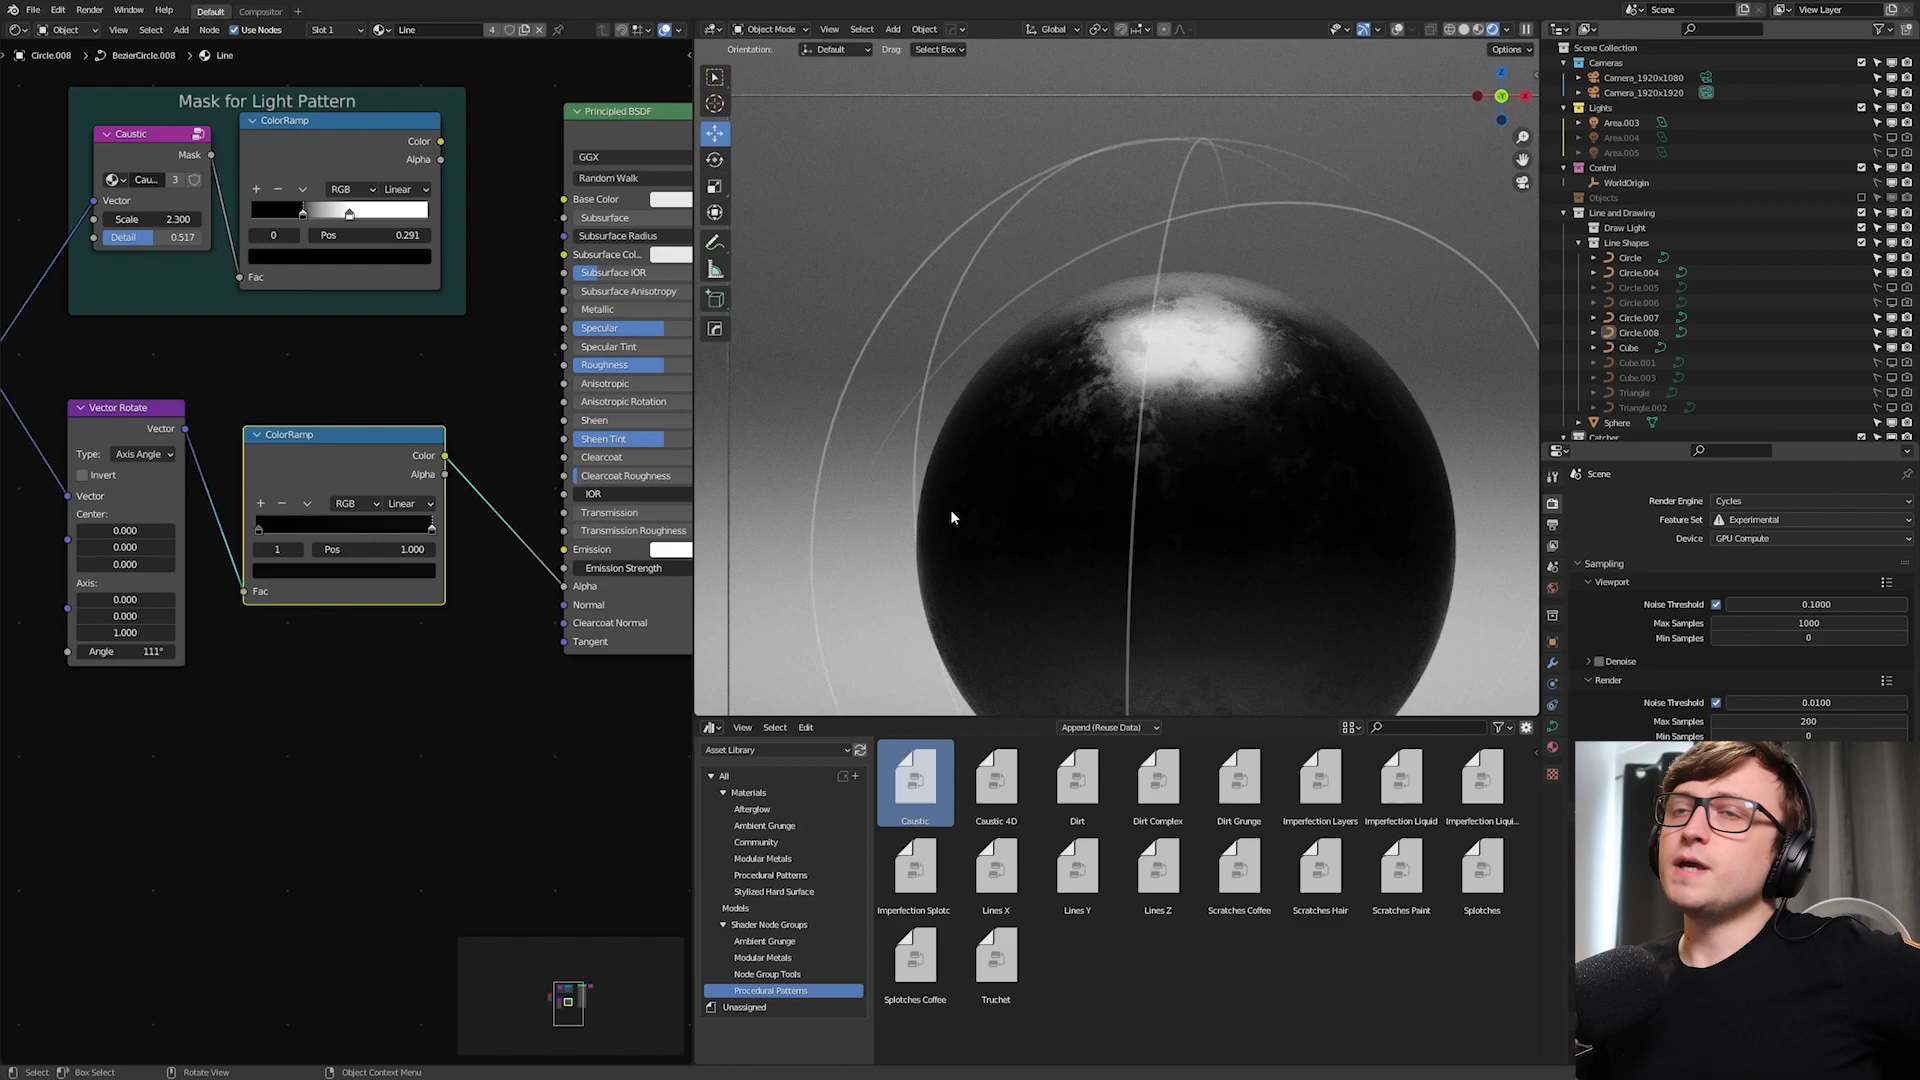 File Edit Render Window Help Default Compositor + Scene View Layer
Object View Select Add Node Use Nodes Slot 1 Line 4
Object Mode View Select Add Object Global
Circle.008 BezierCircle.008 Line
Orientation: Default Drag: Select Box Options
Mask for Light Pattern
Caustic
Mask
Cau... 3
Vector
Scale 2.300
Detail 0.517
ColorRamp
Color
Alpha
RGB Linear
0 Pos 0.291
Fac
Vector Rotate
Vector
Type: Axis Angle
Invert
Vector
Center:
0.000
0.000
0.000
Axis:
0.000
0.000
1.000
Angle 111°
ColorRamp
Color
Alpha
RGB Linear
1 Pos 1.000
Fac
Principled BSDF
GGX
Random Walk
Base Color
Subsurface
Subsurface Radius
Subsurface Col...
Subsurface IOR
Subsurface Anisotropy
Metallic
Specular
Specular Tint
Roughness
Anisotropic
Anisotropic Rotation
Sheen
Sheen Tint
Clearcoat
Clearcoat Roughness
IOR
Transmission
Transmission Roughness
Emission
Emission Strength
Alpha
Normal
Clearcoat Normal
Tangent
Z
X
Y
Scene Collection
Cameras
Camera_1920x1080
Camera_1920x1920
Lights
Area.003
Area.004
Area.005
Control
WorldOrigin
Objects
Line and Drawing
Draw Light
Line Shapes
Circle
Circle.004
Circle.005
Circle.006
Circle.007
Circle.008
Cube
Cube.001
Cube.003
Triangle
Triangle.002
Sphere
Catcher
Scene
Render Engine Cycles
Feature Set Experimental
Device GPU Compute
Sampling
Viewport
Noise Threshold 0.1000
Max Samples 1000
Min Samples 0
Denoise
Render
Noise Threshold 0.0100
Max Samples 200
Min Samples 0
View Select Edit Append (Reuse Data)
Asset Library
All
Materials
Afterglow
Ambient Grunge
Community
Modular Metals
Procedural Patterns
Stylized Hard Surface
Models
Shader Node Groups
Ambient Grunge
Modular Metals
Node Group Tools
Procedural Patterns
Unassigned
Caustic Caustic 4D Dirt Dirt Complex Dirt Grunge Imperfection Layers Imperfection Liquid Imperfection Liqui...
Imperfection Splotc Lines X Lines Y Lines Z Scratches Coffee Scratches Hair Scratches Paint Splotches
Splotches Coffee Truchet
Select Box Select Rotate View Object Context Menu